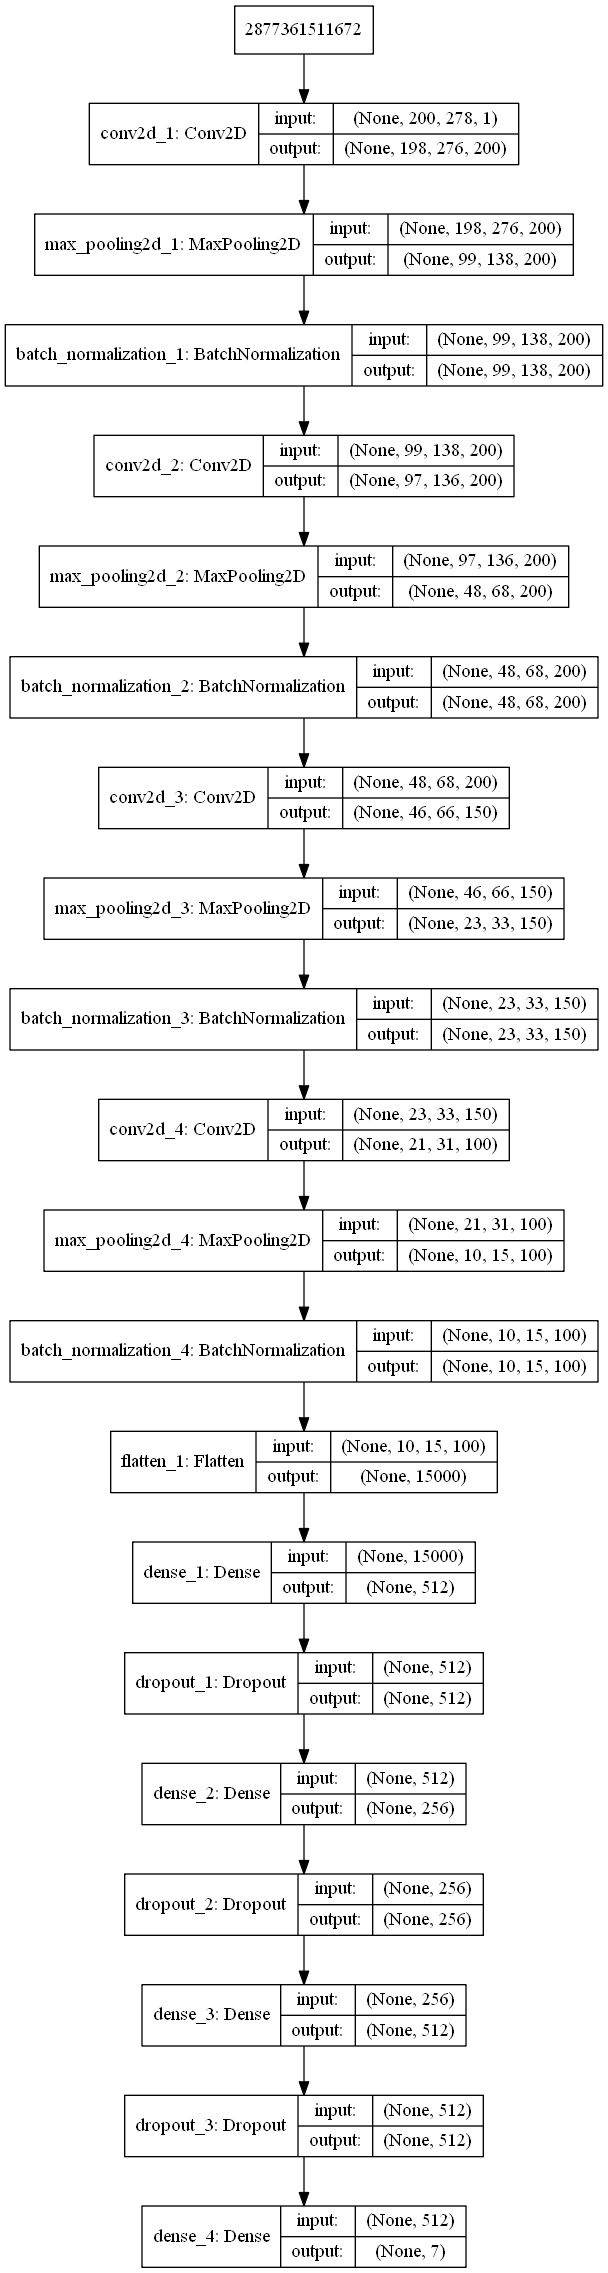 2877361511672
conv2d_1: Conv2D
input:
(None, 200, 278, 1)
output:
(None, 198, 276, 200)
max_pooling2d_1: MaxPooling2D
input:
(None, 198, 276, 200)
output:
(None, 99, 138, 200)
batch_normalization_1: BatchNormalization
input:
(None, 99, 138, 200)
output:
(None, 99, 138, 200)
conv2d_2: Conv2D
input:
(None, 99, 138, 200)
output:
(None, 97, 136, 200)
max_pooling2d_2: MaxPooling2D
input:
(None, 97, 136, 200)
output:
(None, 48, 68, 200)
batch_normalization_2: BatchNormalization
input:
(None, 48, 68, 200)
output:
(None, 48, 68, 200)
conv2d_3: Conv2D
input:
(None, 48, 68, 200)
output:
(None, 46, 66, 150)
max_pooling2d_3: MaxPooling2D
input:
(None, 46, 66, 150)
output:
(None, 23, 33, 150)
batch_normalization_3: BatchNormalization
input:
(None, 23, 33, 150)
output:
(None, 23, 33, 150)
conv2d_4: Conv2D
input:
(None, 23, 33, 150)
output:
(None, 21, 31, 100)
max_pooling2d_4: MaxPooling2D
input:
(None, 21, 31, 100)
output:
(None, 10, 15, 100)
batch_normalization_4: BatchNormalization
input:
(None, 10, 15, 100)
output:
(None, 10, 15, 100)
flatten_1: Flatten
input:
(None, 10, 15, 100)
output:
(None, 15000)
dense_1: Dense
input:
(None, 15000)
output:
(None, 512)
dropout_1: Dropout
input:
(None, 512)
output:
(None, 512)
dense_2: Dense
input:
(None, 512)
output:
(None, 256)
dropout_2: Dropout
input:
(None, 256)
output:
(None, 256)
dense_3: Dense
input:
(None, 256)
output:
(None, 512)
dropout_3: Dropout
input:
(None, 512)
output:
(None, 512)
dense_4: Dense
input:
(None, 512)
output:
(None, 7)